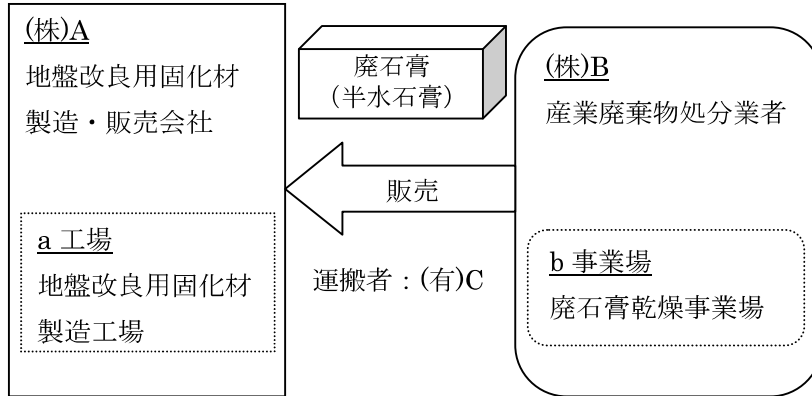 (株)A
地盤改良用固化材
製造・販売会社
a 工場
地盤改良用固化材
製造工場
廃石膏
(半水石膏)
販売
運搬者：(有)C
(株)B
産業廃棄物処分業者
b 事業場
廃石膏乾燥事業場